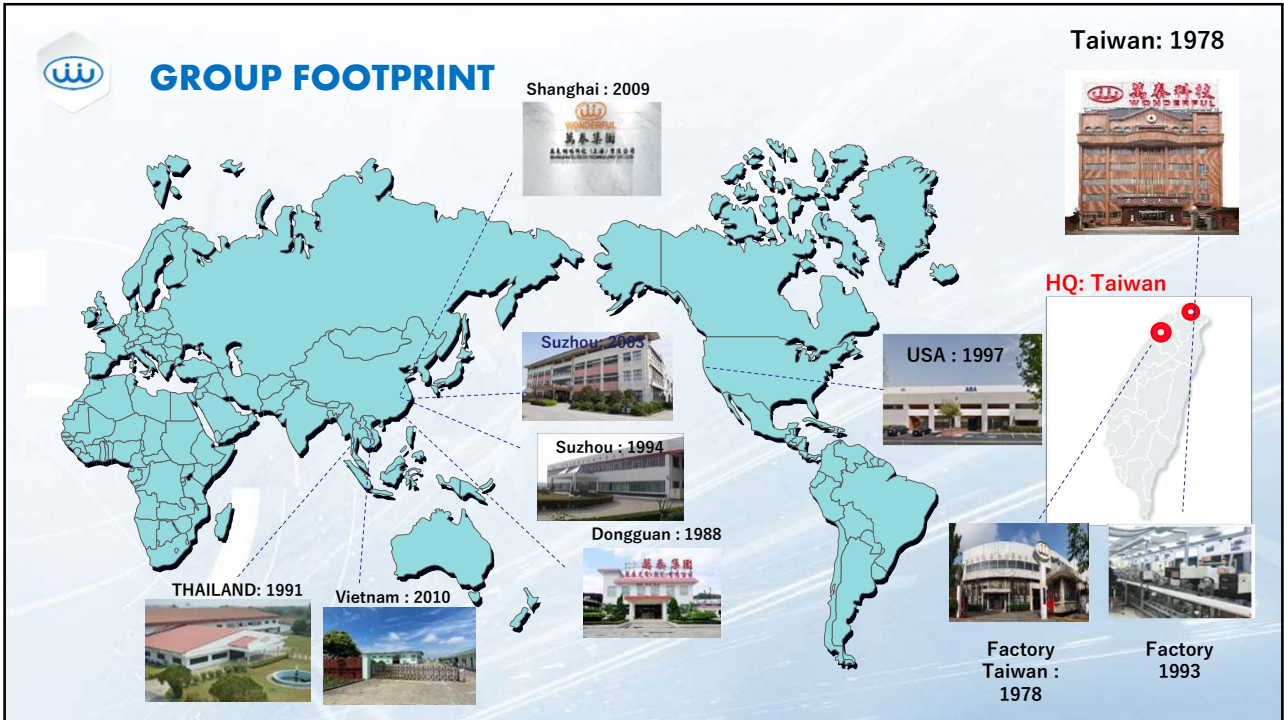 GROUP FOOTPRINT
Taiwan: 1978
萬泰科技
WONDERFUL
Shanghai : 2009
WONDERFUL
萬泰集團
HQ: Taiwan
Suzhou: 2003
USA : 1997
ABA
Suzhou : 1994
Dongguan : 1988
萬泰集團
THAILAND: 1991
Vietnam : 2010
Factory
Taiwan :
1978
Factory
1993